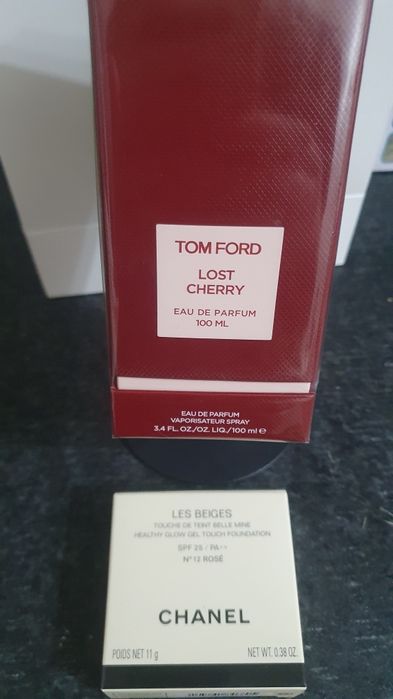 TOM FORD
LOST
CHERRY
EAU DE PARFUM
100 ML
EAU DE PARFUM
VAPORISATEUR SPRAY
3.4 FL. OZ./OZ. LIQ./100 ml ℮
LES BEIGES
TOUCHE DE TEINT BELLE MINE
HEALTHY GLOW GEL TOUCH FOUNDATION
SPF 25 / PA++
N°12 ROSÉ
CHANEL
POIDS NET 11 g NET WT. 0.38 OZ.